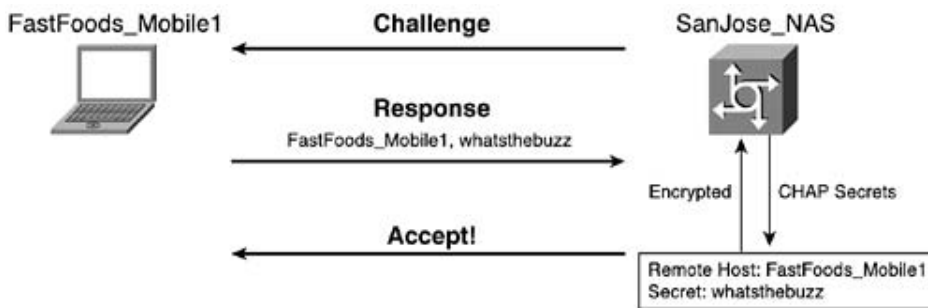 FastFoods_Mobile1
Challenge
SanJose_NAS
Response
FastFoods_Mobile1, whatsthebuzz
Encrypted
CHAP Secrets
Accept!
Remote Host: FastFoods_Mobile1
Secret: whatsthebuzz